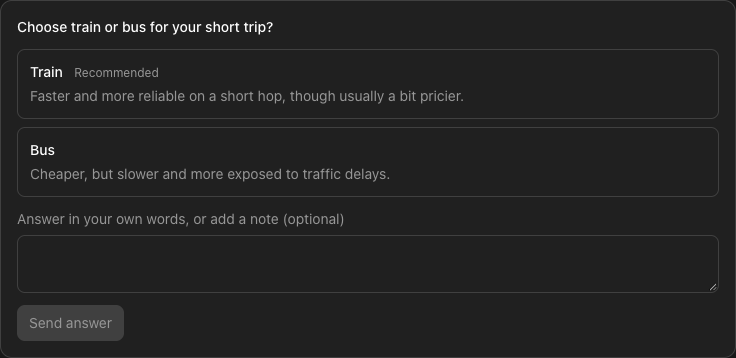 Choose train or bus for your short trip?
Train Recommended
Faster and more reliable on a short hop, though usually a bit pricier.
Bus
Cheaper, but slower and more exposed to traffic delays.
Answer in your own words, or add a note (optional)
Send answer